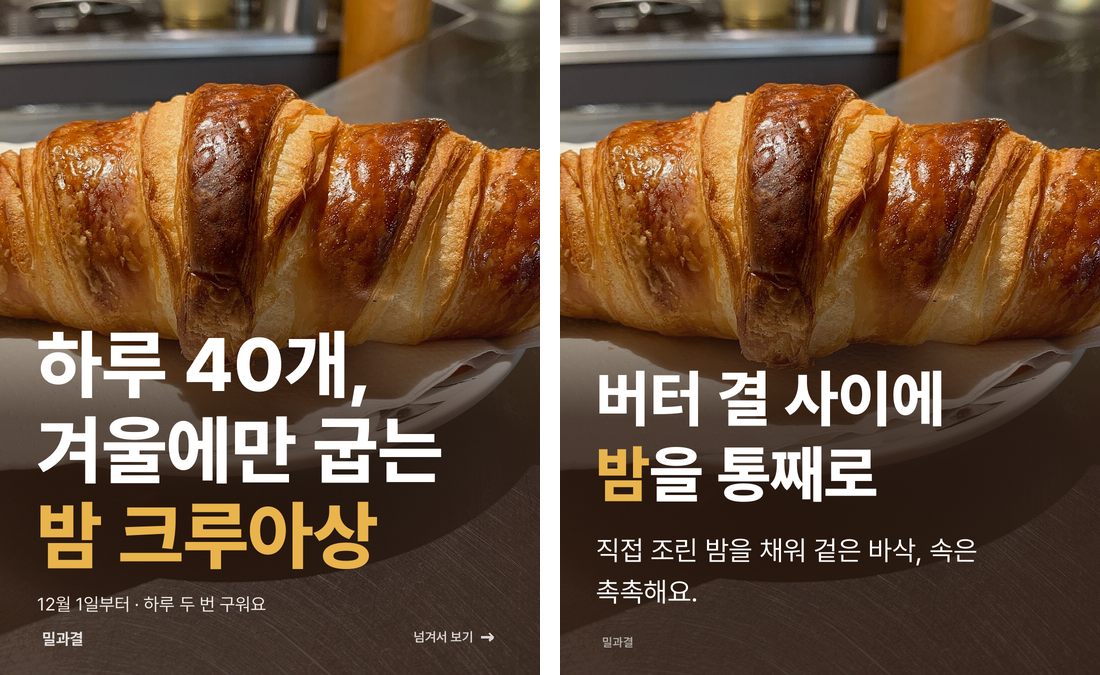 하루 40개,
겨울에만 굽는
밤 크루아상
12월 1일부터 · 하루 두 번 구워요
밀과결
넘겨서 보기 →
버터 결 사이에
밤을 통째로
직접 조린 밤을 채워 겉은 바삭, 속은
촉촉해요.
밀과결